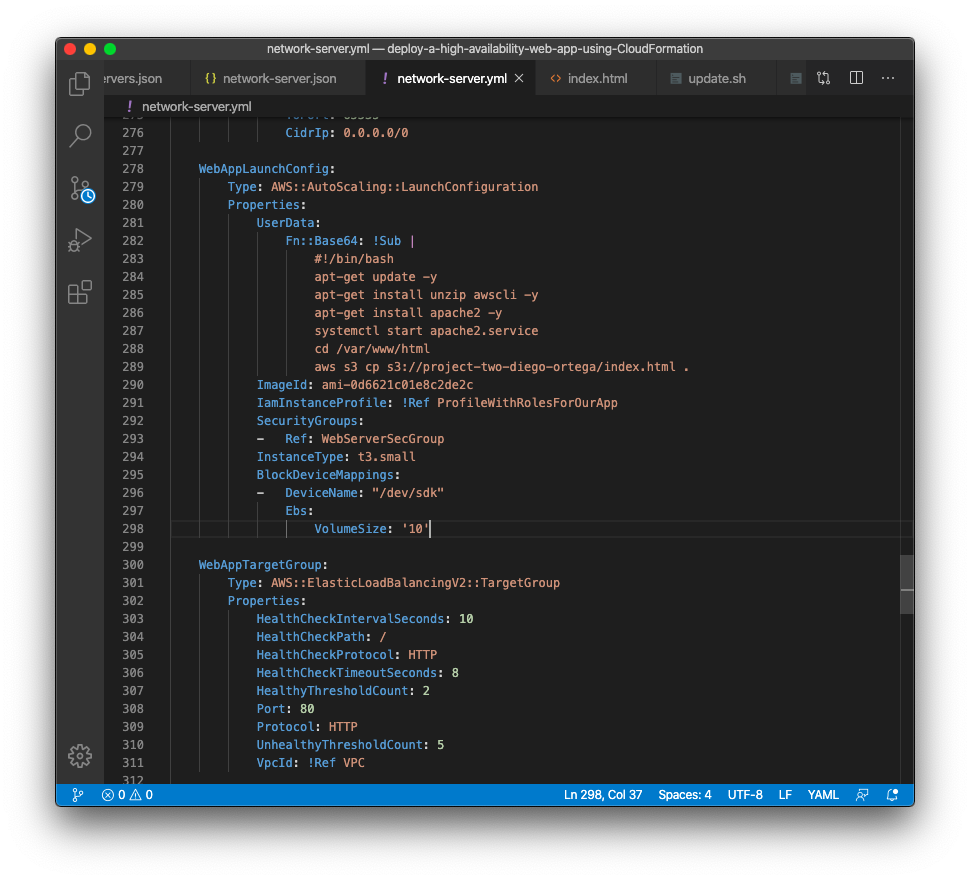 network-server.yml — deploy-a-high-availability-web-app-using-CloudFormation
ervers.json {} network-server.json ! network-server.yml × <> index.html update.sh ···
! network-server.yml
276 CidrIp: 0.0.0.0/0
277
278 WebAppLaunchConfig:
279 Type: AWS::AutoScaling::LaunchConfiguration
280 Properties:
281 UserData:
282 Fn::Base64: !Sub |
283 #!/bin/bash
284 apt-get update -y
285 apt-get install unzip awscli -y
286 apt-get install apache2 -y
287 systemctl start apache2.service
288 cd /var/www/html
289 aws s3 cp s3://project-two-diego-ortega/index.html .
290 ImageId: ami-0d6621c01e8c2de2c
291 IamInstanceProfile: !Ref ProfileWithRolesForOurApp
292 SecurityGroups:
293 - Ref: WebServerSecGroup
294 InstanceType: t3.small
295 BlockDeviceMappings:
296 - DeviceName: "/dev/sdk"
297 Ebs:
298 VolumeSize: '10'
299
300 WebAppTargetGroup:
301 Type: AWS::ElasticLoadBalancingV2::TargetGroup
302 Properties:
303 HealthCheckIntervalSeconds: 10
304 HealthCheckPath: /
305 HealthCheckProtocol: HTTP
306 HealthCheckTimeoutSeconds: 8
307 HealthyThresholdCount: 2
308 Port: 80
309 Protocol: HTTP
310 UnhealthyThresholdCount: 5
311 VpcId: !Ref VPC
312
0 0 Ln 298, Col 37 Spaces: 4 UTF-8 LF YAML